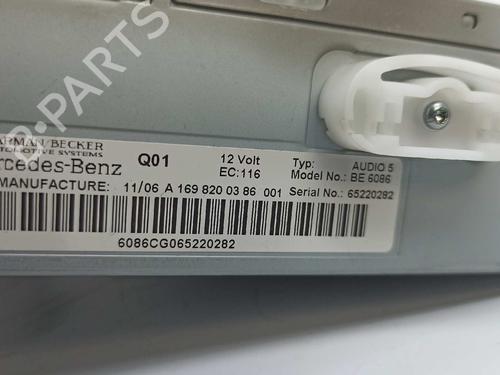 ARMAN/BECKER
TOMOTIVE SYSTEMS
rcedes-Benz Q01 12 Volt Typ: AUDIO 5
EC:116 Model No.: BE 6086
MANUFACTURE: 11/06 A 169 820 03 86 001 Serial No.: 65220282
6086CG065220282
B-PARTS